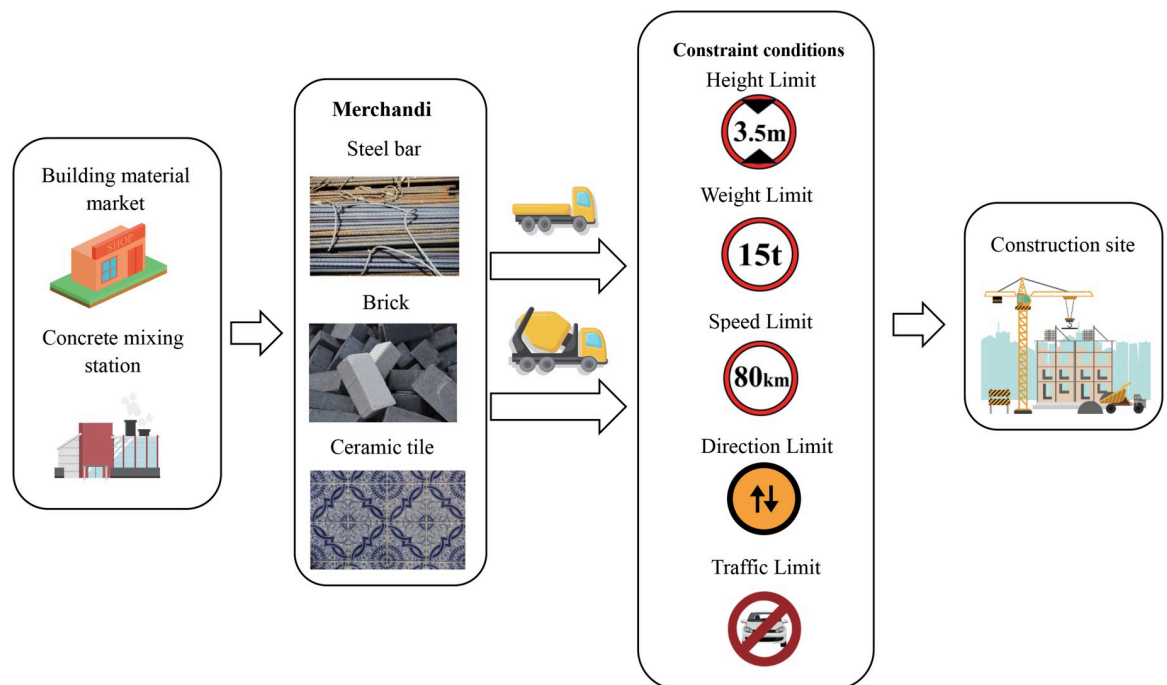 Building material
market
SHOP
Concrete mixing
station
Merchandi
Steel bar
Brick
Ceramic tile
Constraint conditions
Height Limit
3.5m
Weight Limit
15t
Speed Limit
80km
Direction Limit
Traffic Limit
Construction site